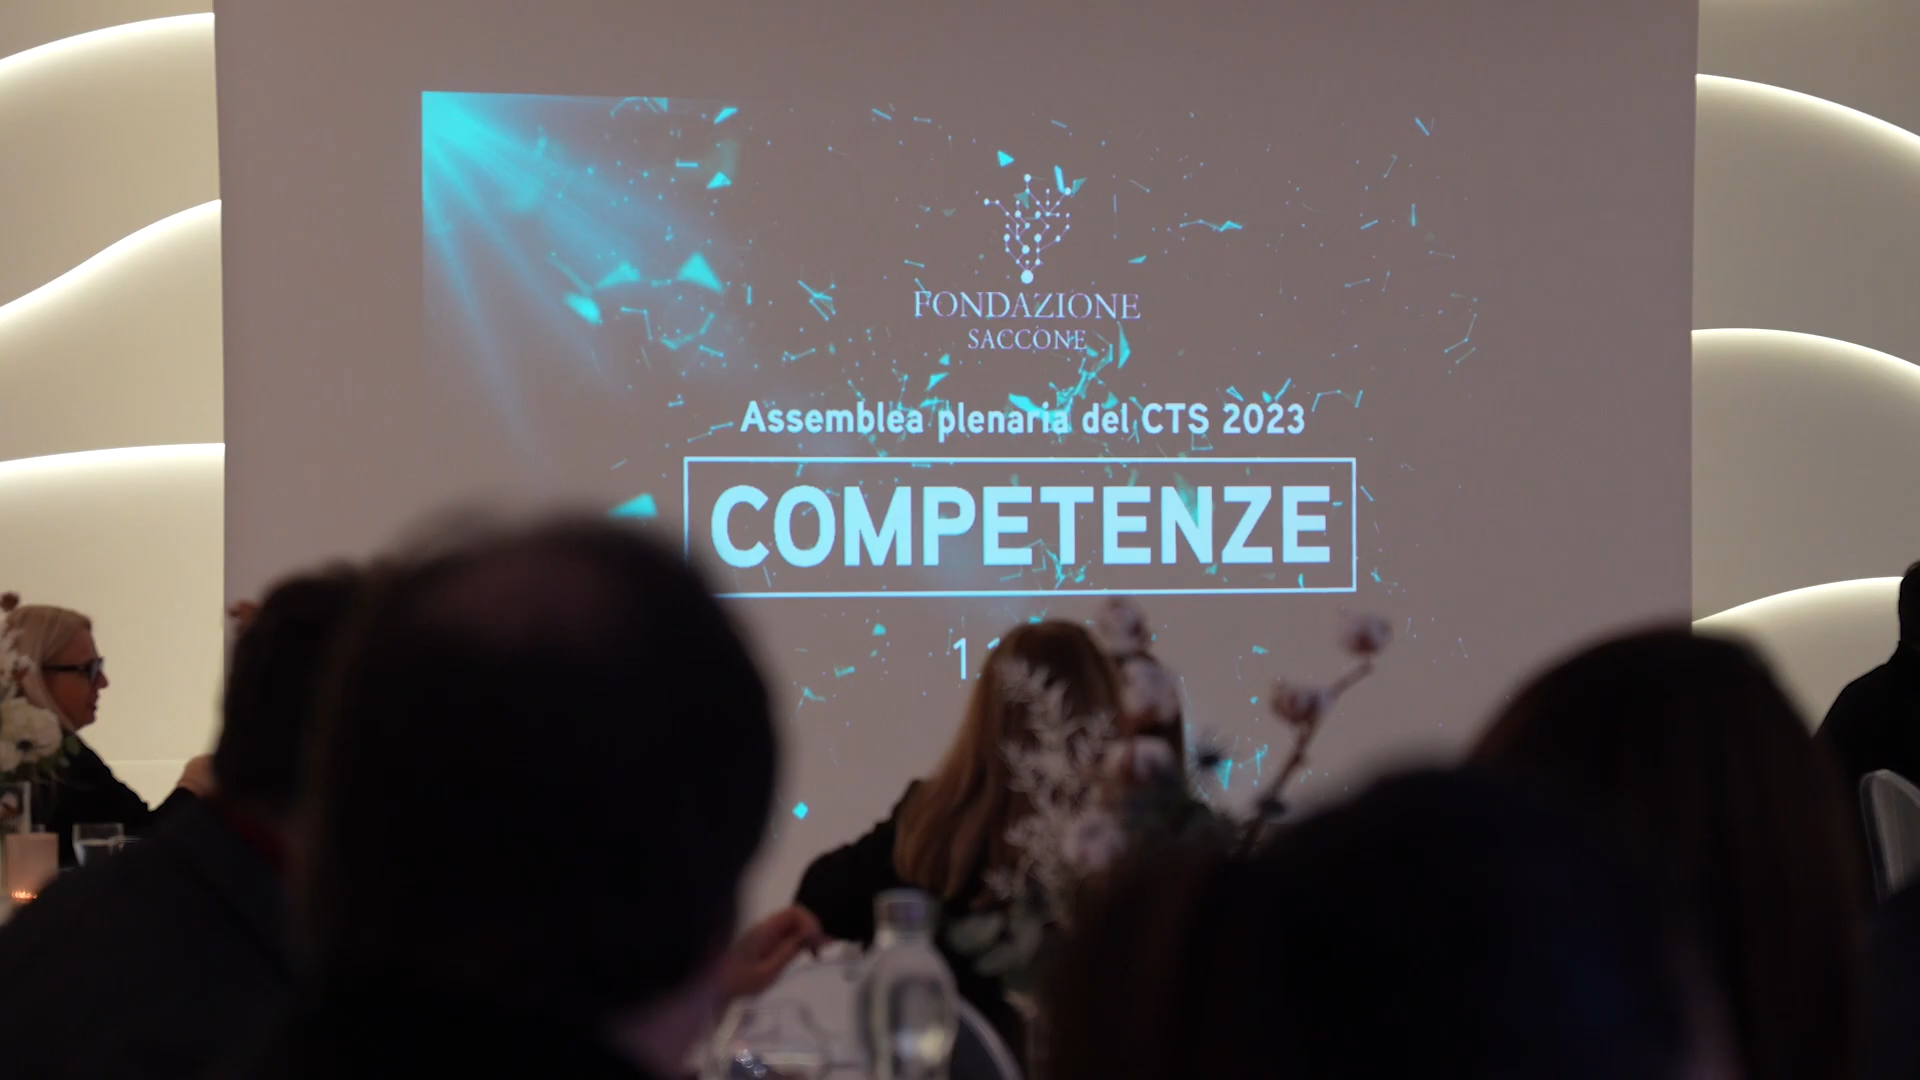 FONDAZIONE
SACCONE
Assemblea plenaria del CTS 2023
COMPETENZE